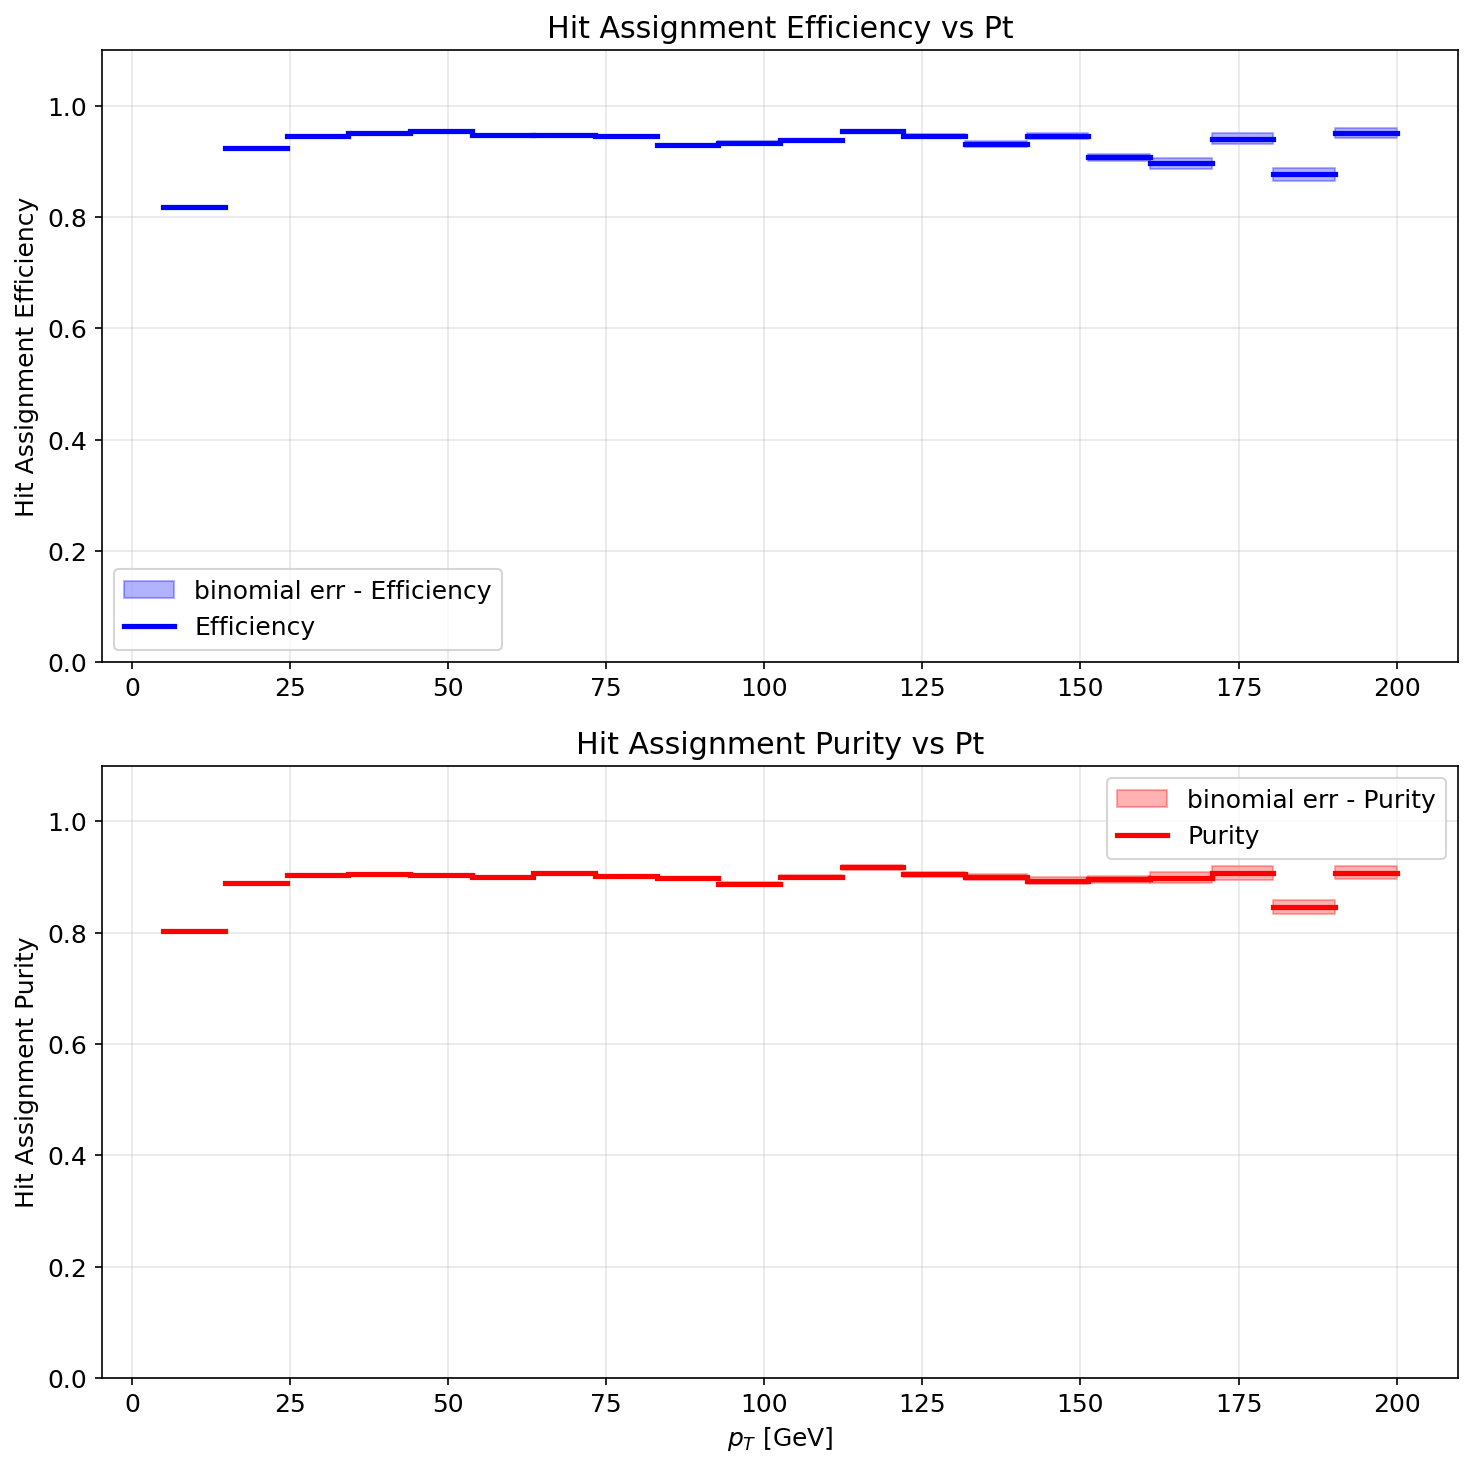 Hit Assignment Efficiency vs Pt
Hit Assignment Efficiency
1.0
0.8
0.6
0.4
0.2
0.0
binomial err - Efficiency
Efficiency
0 25 50 75 100 125 150 175 200
Hit Assignment Purity vs Pt
Hit Assignment Purity
1.0
0.8
0.6
0.4
0.2
0.0
binomial err - Purity
Purity
0 25 50 75 100 125 150 175 200
p_T [GeV]